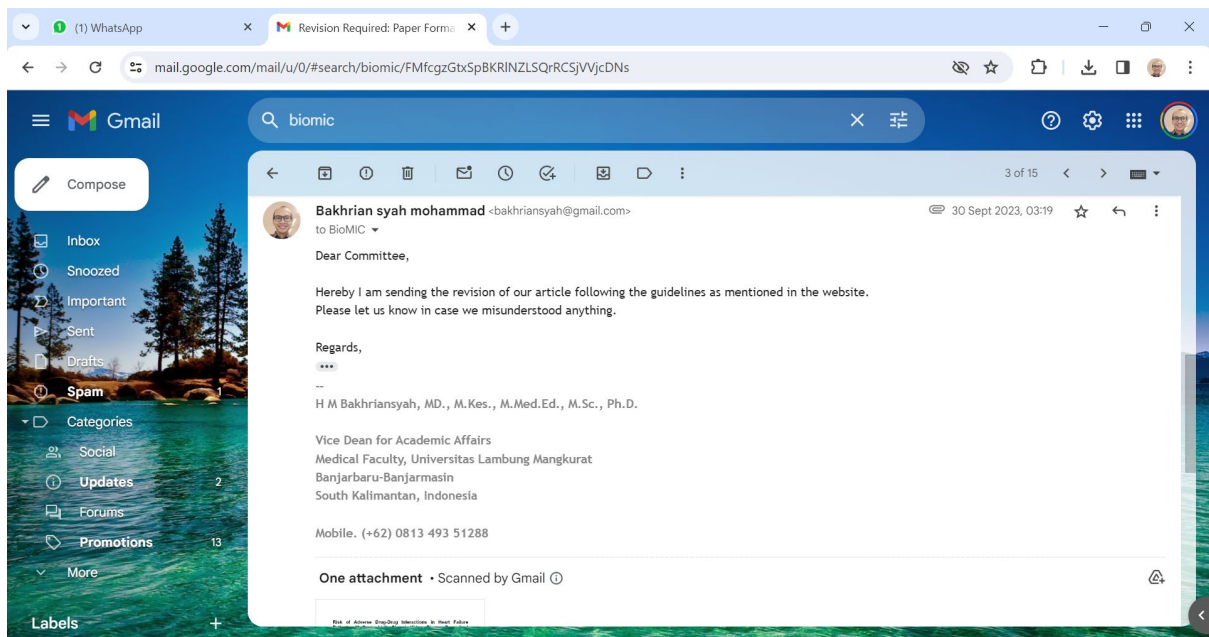 (1) WhatsApp
Revision Required: Paper Forma
mail.google.com/mail/u/0/#search/biomic/FMfcgzGtxSpBKRlNZLSQrRCSjVVjcDNs
Gmail
biomic
Compose
3 of 15
Inbox
Snoozed
Important
Sent
Drafts
Spam 1
Categories
Social
Updates 2
Forums
Promotions 13
More
Labels
Bakhrian syah mohammad <bakhriansyah@gmail.com>
30 Sept 2023, 03:19
to BioMIC
Dear Committee,
Hereby I am sending the revision of our article following the guidelines as mentioned in the website.
Please let us know in case we misunderstood anything.
Regards,
--
H M Bakhriansyah, MD., M.Kes., M.Med.Ed., M.Sc., Ph.D.
Vice Dean for Academic Affairs
Medical Faculty, Universitas Lambung Mangkurat
Banjarbaru-Banjarmasin
South Kalimantan, Indonesia
Mobile. (+62) 0813 493 51288
One attachment • Scanned by Gmail
Risk of Adverse Drug-Drug Interactions in Heart Failure